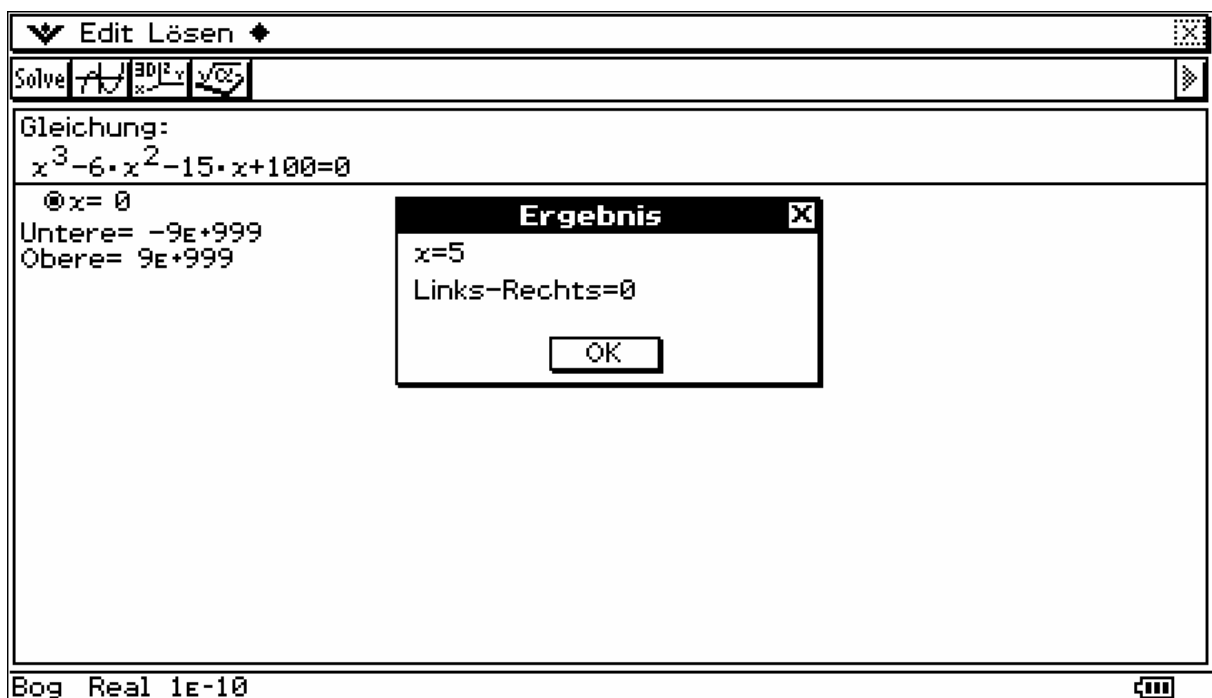 Edit Lösen ◆
Solve
Gleichung:
x³-6·x²-15·x+100=0
x= 0
Untere= -9ᴇ+999
Obere= 9ᴇ+999
Ergebnis
x=5
Links-Rechts=0
OK
Bog Real 1ᴇ-10